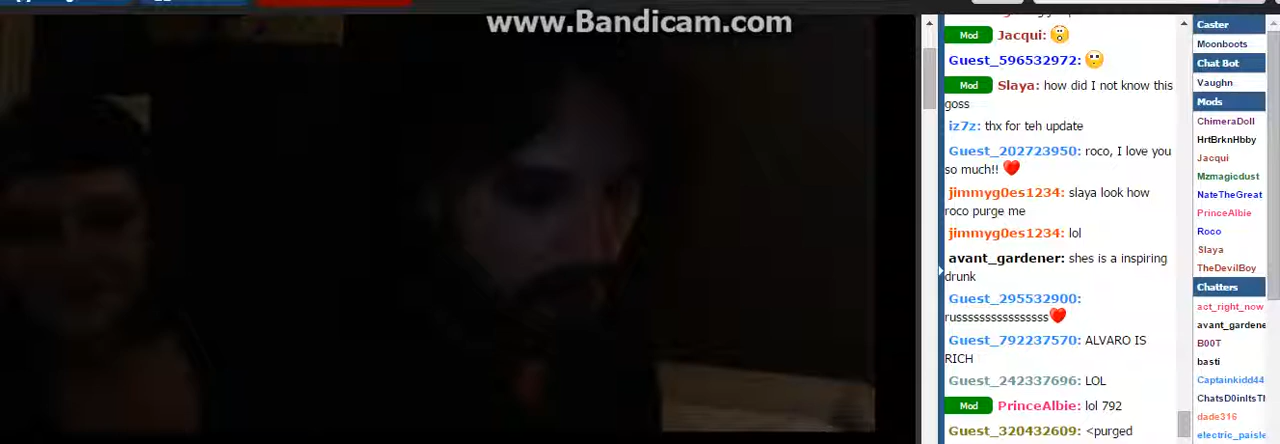 www.Bandicam.com
Mod Jacqui:
Guest_596532972:
Mod Slaya: how did I not know this
goss
iz7z: thx for teh update
Guest_202723950: roco, I love you
so much!!
jimmyg0es1234: slaya look how
roco purge me
jimmyg0es1234: lol
avant_gardener: shes is a inspiring
drunk
Guest_295532900:
russsssssssssssss
Guest_792237570: ALVARO IS
RICH
Guest_242337696: LOL
Mod PrinceAlbie: lol 792
Guest_320432609: <purged
Caster
Moonboots
Chat Bot
Vaughn
Mods
ChimeraDoll
HrtBrknHbby
Jacqui
Mzmagicdust
NateTheGreat
PrinceAlbie
Roco
Slaya
TheDevilBoy
Chatters
act_right_now
avant_gardene
B00T
basti
Captainkidd44
ChatsD0inItsTh
dade316
electric_paisle